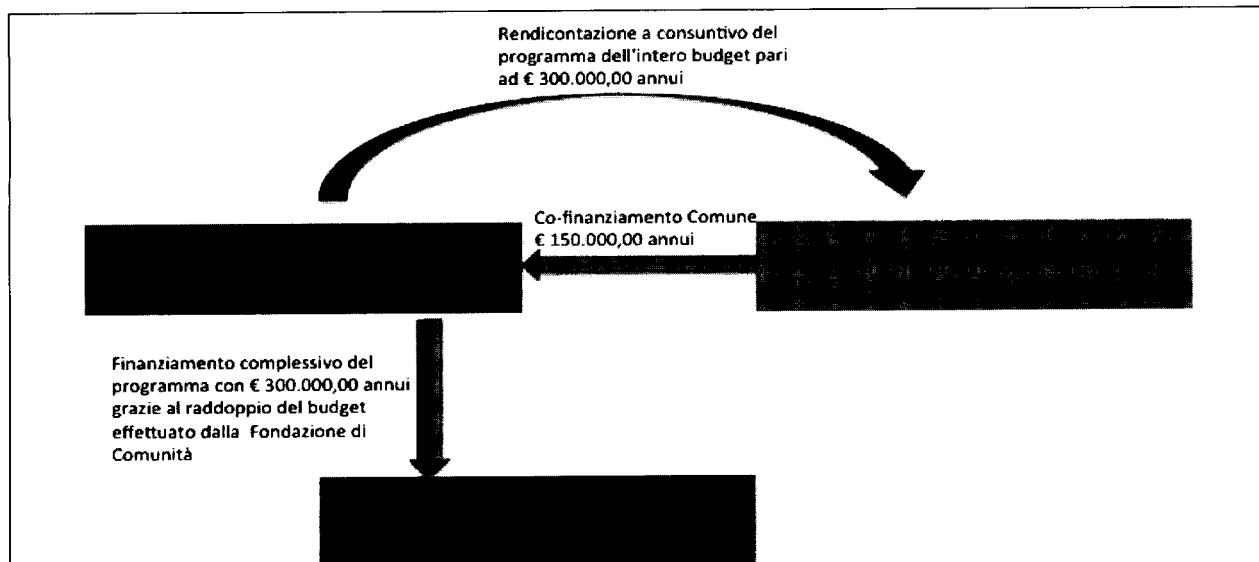 Rendicontazione a consuntivo del
programma dell'intero budget pari
ad € 300.000,00 annui
Co-finanziamento Comune
€ 150.000,00 annui
Finanziamento complessivo del
programma con € 300.000,00 annui
grazie al raddoppio del budget
effettuato dalla Fondazione di
Comunità